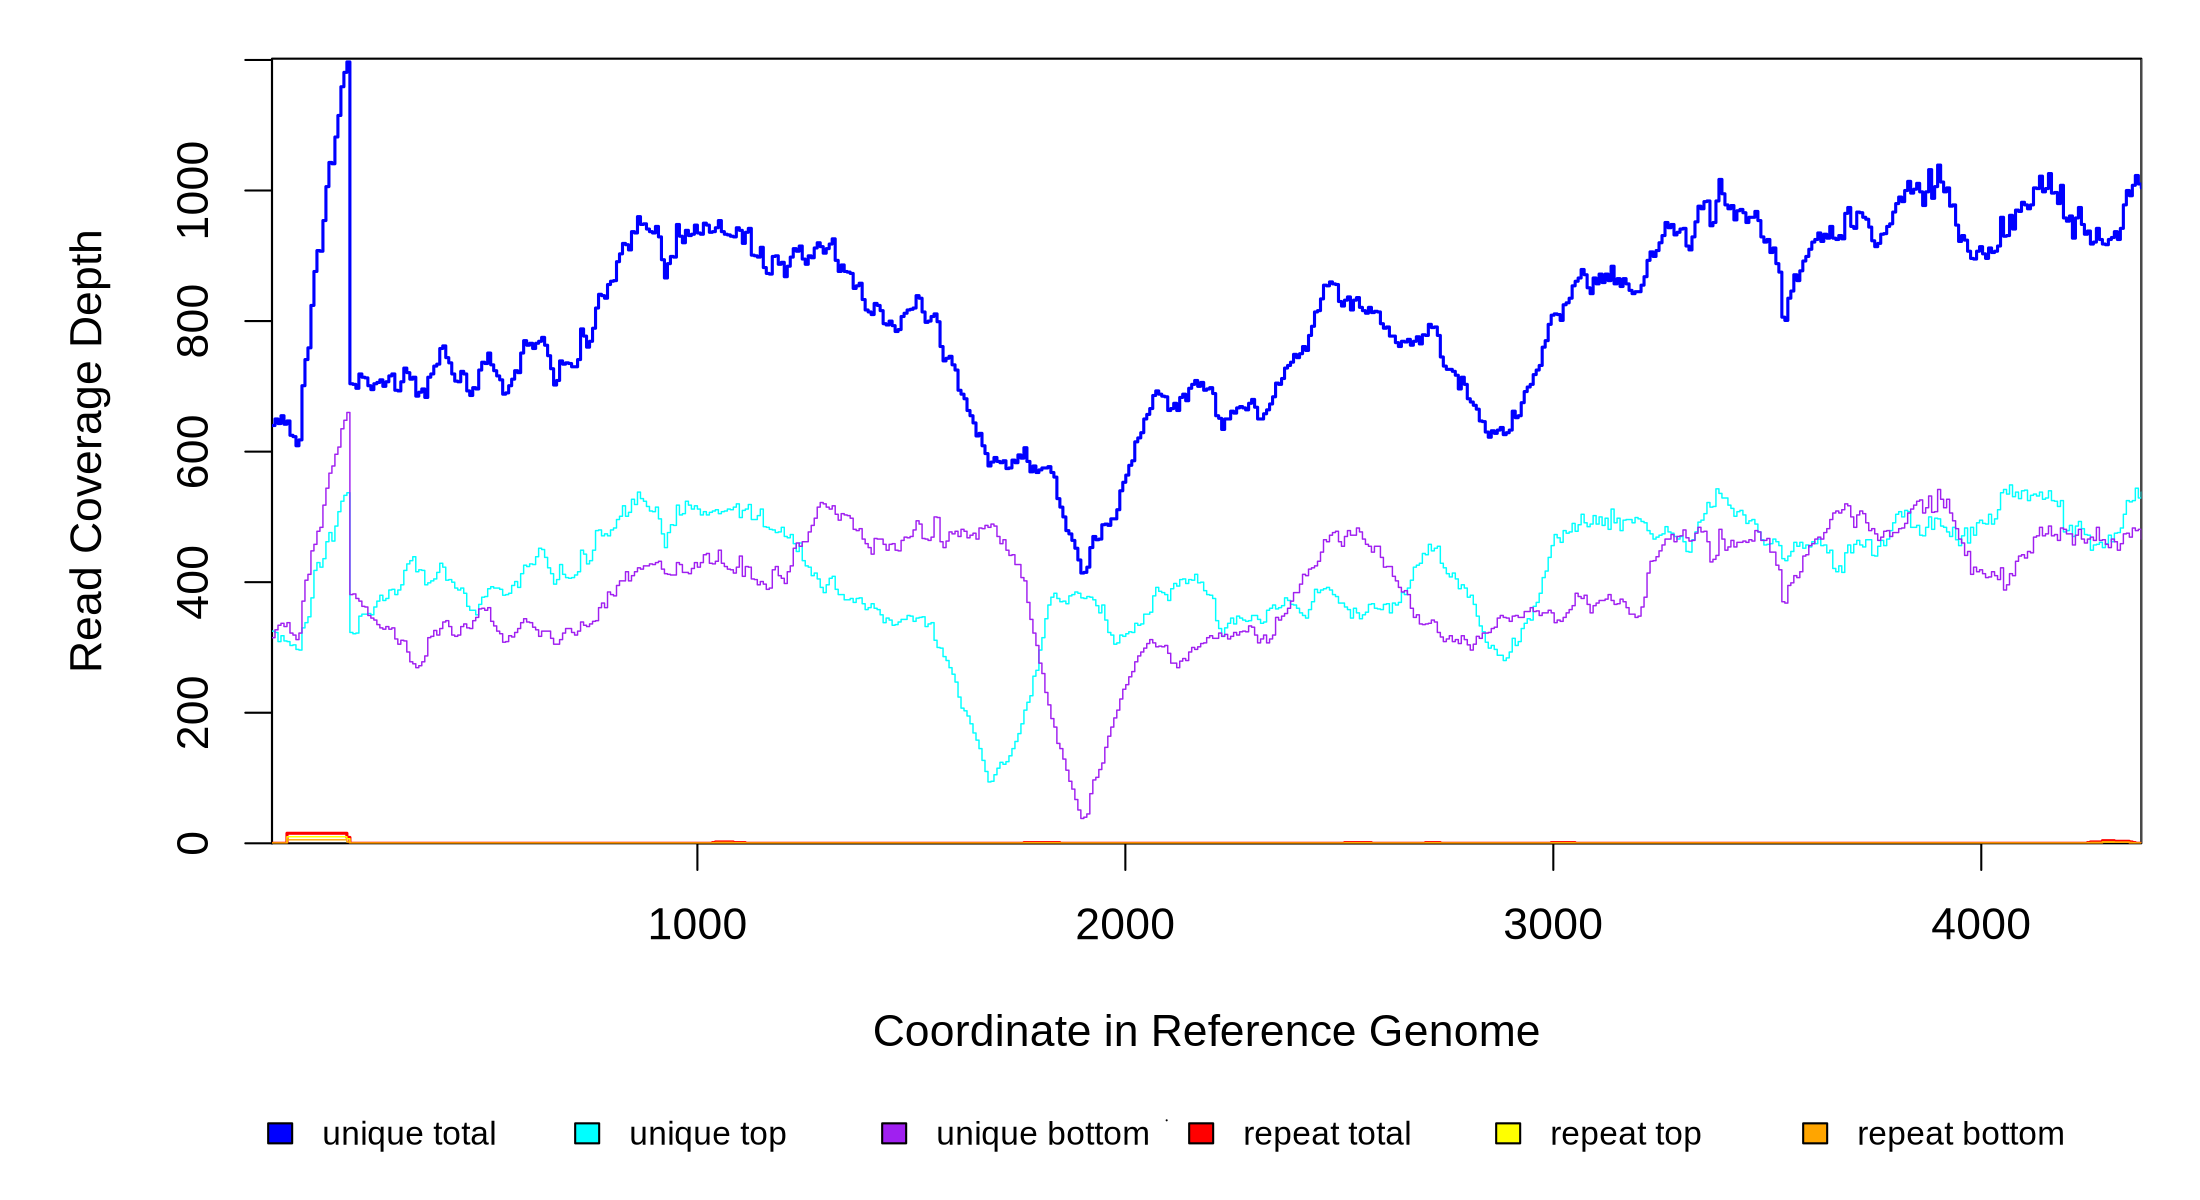 Read Coverage Depth
1000
800
600
400
200
0
1000 2000 3000 4000
Coordinate in Reference Genome
unique total unique top unique bottom repeat total repeat top repeat bottom